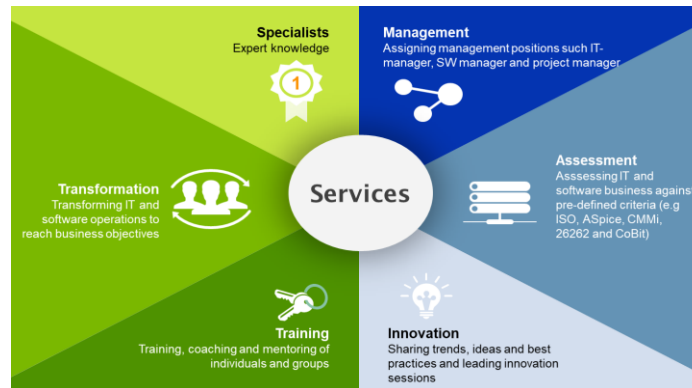 Specialists
Expert knowledge
1
Management
Assigning management positions such IT-
manager, SW manager and project manager
Transformation
Transforming IT and
software operations to
reach business objectives
Services
Assessment
Asssessing IT and
software business against
pre-defined criteria (e.g
ISO, ASpice, CMMi,
26262 and CoBit)
Training
Training, coaching and mentoring of
individuals and groups
Innovation
Sharing trends, ideas and best
practices and leading innovation
sessions